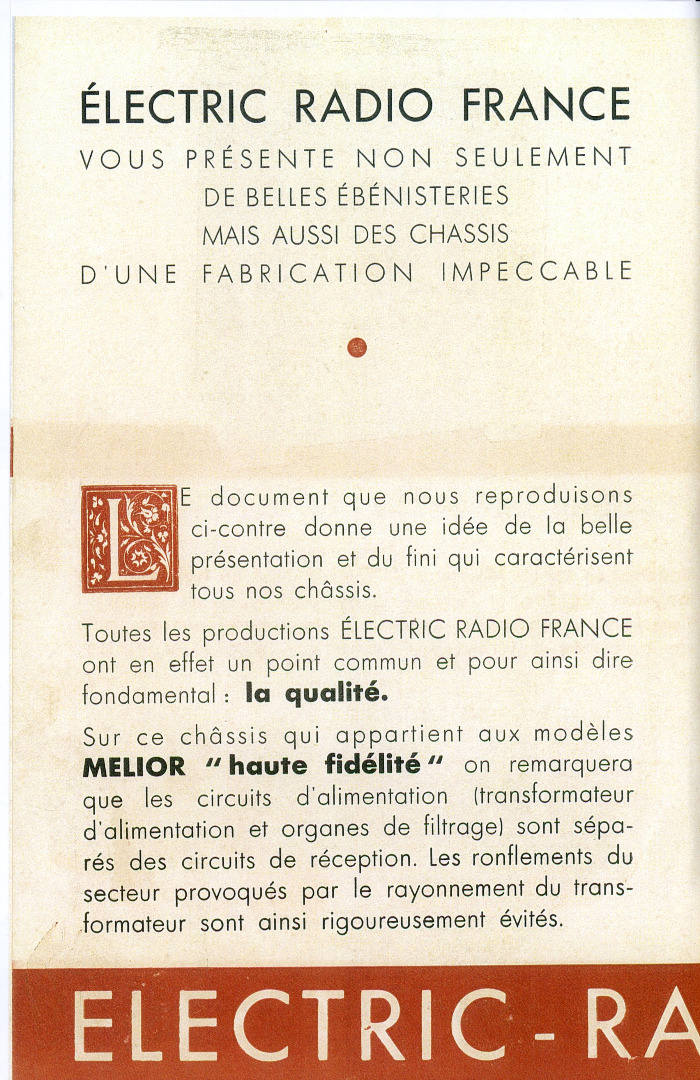 ÉLECTRIC RADIO FRANCE
VOUS PRÉSENTE NON SEULEMENT
DE BELLES ÉBÉNISTERIES
MAIS AUSSI DES CHASSIS
D'UNE FABRICATION IMPECCABLE
LE document que nous reproduisons
ci-contre donne une idée de la belle
présentation et du fini qui caractérisent
tous nos châssis.
Toutes les productions ÉLECTRIC RADIO FRANCE
ont en effet un point commun et pour ainsi dire
fondamental : la qualité.
Sur ce châssis qui appartient aux modèles
MELIOR "haute fidélité" on remarquera
que les circuits d'alimentation (transformateur
d'alimentation et organes de filtrage) sont sépa-
rés des circuits de réception. Les ronflements du
secteur provoqués par le rayonnement du trans-
formateur sont ainsi rigoureusement évités.
ELECTRIC-RA